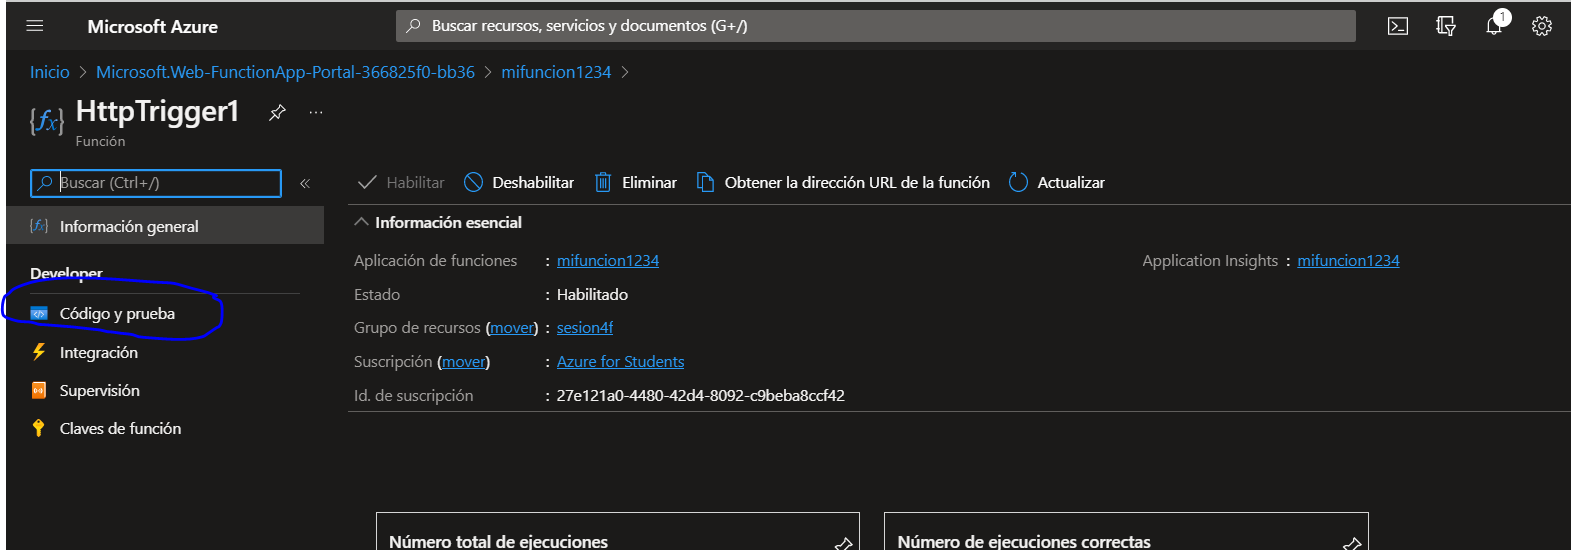 Microsoft Azure
Buscar recursos, servicios y documentos (G+/)
1
Inicio > Microsoft.Web-FunctionApp-Portal-366825f0-bb36 > mifuncion1234 >
{fx} HttpTrigger1 ...
Función
Buscar (Ctrl+/) «
Habilitar Deshabilitar Eliminar Obtener la dirección URL de la función Actualizar
{fx} Información general
Información esencial
Developer
Aplicación de funciones : mifuncion1234 Application Insights : mifuncion1234
Código y prueba
Estado : Habilitado
Integración
Grupo de recursos (mover) : sesion4f
Supervisión
Suscripción (mover) : Azure for Students
Claves de función
Id. de suscripción : 27e121a0-4480-42d4-8092-c9beba8ccf42
Número total de ejecuciones
Número de ejecuciones correctas